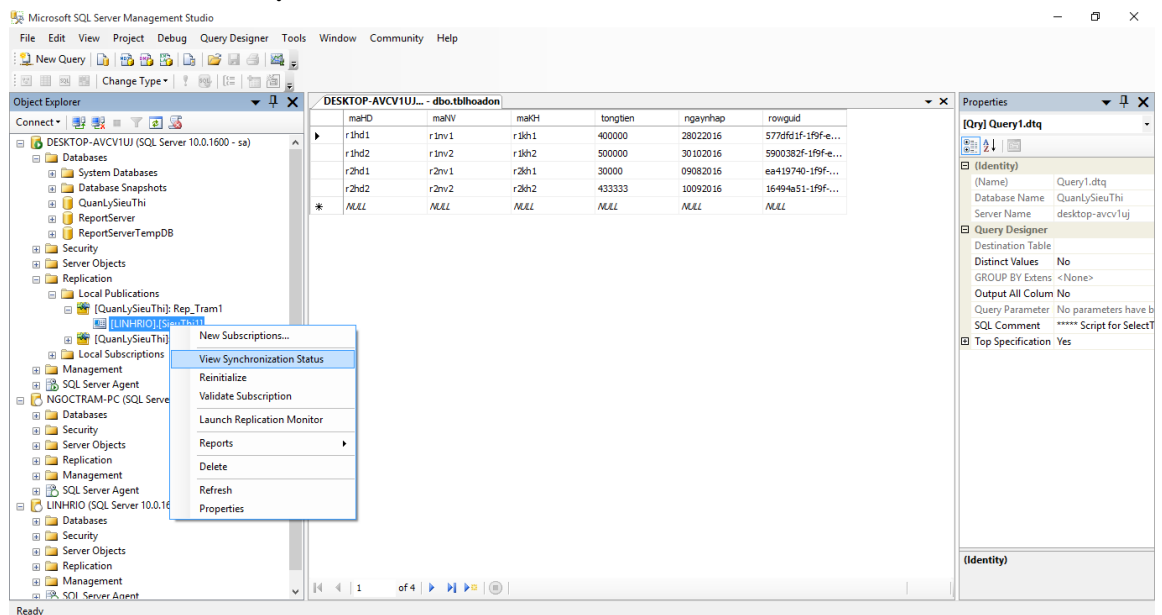 Microsoft SQL Server Management Studio
File Edit View Project Debug Query Designer Tools Window Community Help
New Query
Change Type
Object Explorer
Connect
DESKTOP-AVCV1UJ (SQL Server 10.0.1600 - sa)
Databases
System Databases
Database Snapshots
QuanLySieuThi
ReportServer
ReportServerTempDB
Security
Server Objects
Replication
Local Publications
[QuanLySieuThi]: Rep_Tram1
[LINHRIO].[SieuThi1]
[QuanLySieuThi]
Local Subscriptions
Management
SQL Server Agent
NGOCTRAM-PC (SQL Serve
Databases
Security
Server Objects
Replication
Management
SQL Server Agent
LINHRIO (SQL Server 10.0.16
Databases
Security
Server Objects
Replication
Management
SQL Server Agent
New Subscriptions...
View Synchronization Status
Reinitialize
Validate Subscription
Launch Replication Monitor
Reports
Delete
Refresh
Properties
DESKTOP-AVCV1UJ... - dbo.tblhoadon
maHD maNV maKH tongtien ngaynhap rowguid
r1hd1 r1nv1 r1kh1 400000 28022016 577dfd1f-1f9f-e...
r1hd2 r1nv2 r1kh2 500000 30102016 5900382f-1f9f-e...
r2hd1 r2nv1 r2kh1 30000 09082016 ea419740-1f9f-...
r2hd2 r2nv2 r2kh2 433333 10092016 16494a51-1f9f-...
NULL NULL NULL NULL NULL NULL
1 of 4
Properties
[Qry] Query1.dtq
(Identity)
(Name) Query1.dtq
Database Name QuanLySieuThi
Server Name desktop-avcv1uj
Query Designer
Destination Table
Distinct Values No
GROUP BY Extens <None>
Output All Colum No
Query Parameter No parameters have b
SQL Comment ***** Script for SelectT
Top Specification Yes
(Identity)
Ready